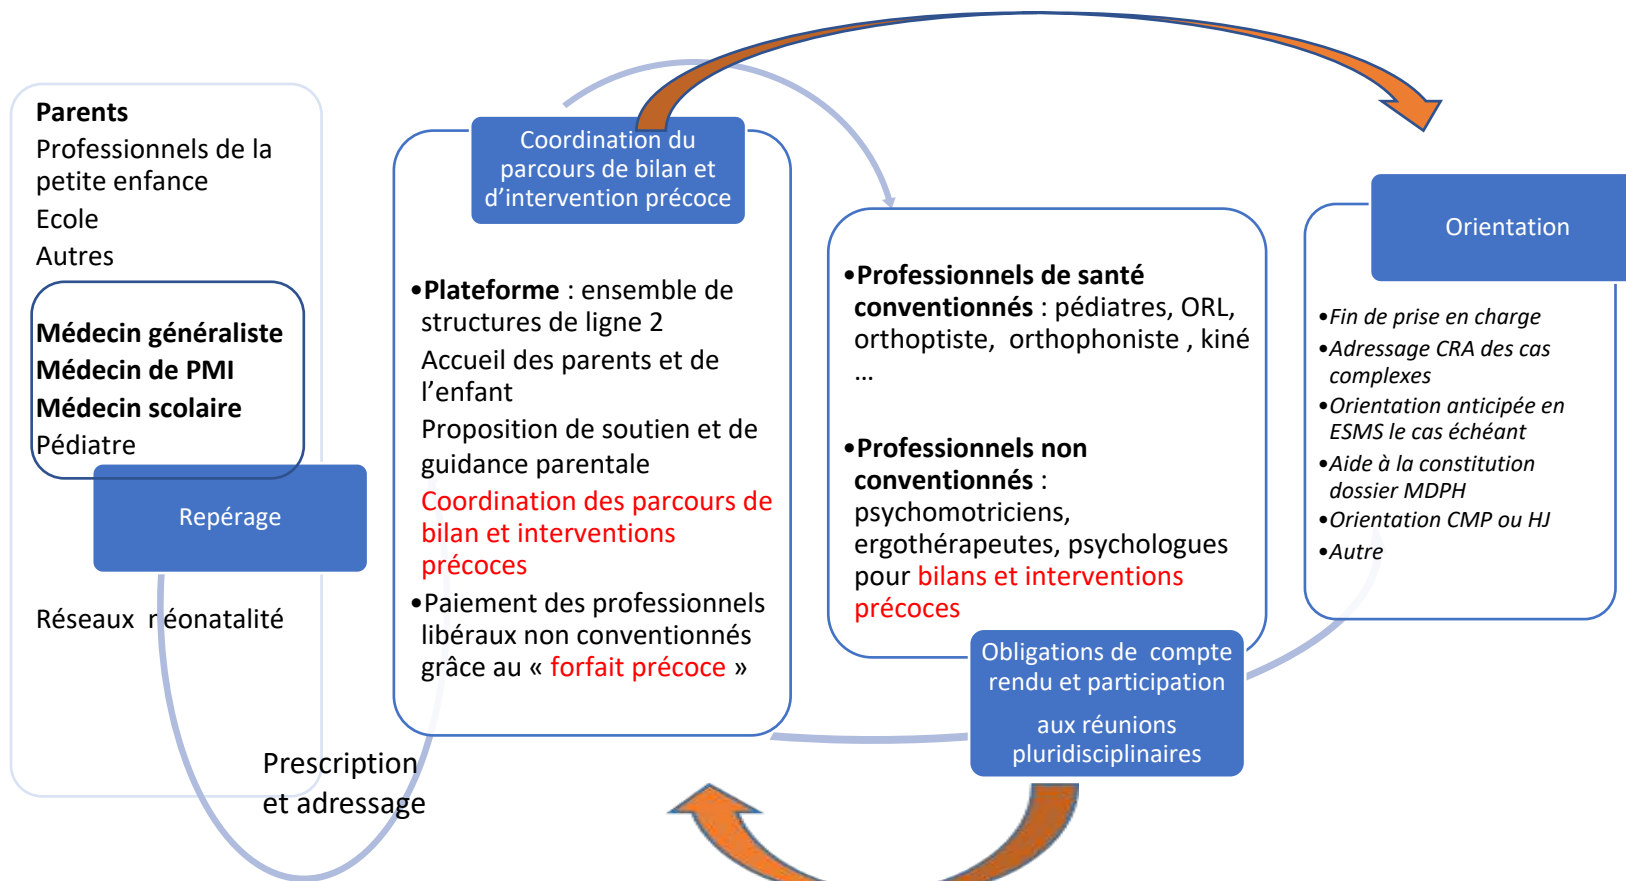 Parents
Professionnels de la
petite enfance
Ecole
Autres
Médecin généraliste
Médecin de PMI
Médecin scolaire
Pédiatre
Repérage
Réseaux néonatalité
Prescription
et adressage
Coordination du
parcours de bilan et
d’intervention précoce
•Plateforme : ensemble de
structures de ligne 2
Accueil des parents et de
l’enfant
Proposition de soutien et de
guidance parentale
Coordination des parcours de
bilan et interventions
précoces
•Paiement des professionnels
libéraux non conventionnés
grâce au « forfait précoce »
•Professionnels de santé
conventionnés : pédiatres, ORL,
orthoptiste, orthophoniste , kiné
...
•Professionnels non
conventionnés :
psychomotriciens,
ergothérapeutes, psychologues
pour bilans et interventions
précoces
Obligations de compte
rendu et participation
aux réunions
pluridisciplinaires
Orientation
•Fin de prise en charge
•Adressage CRA des cas
complexes
•Orientation anticipée en
ESMS le cas échéant
•Aide à la constitution
dossier MDPH
•Orientation CMP ou HJ
•Autre